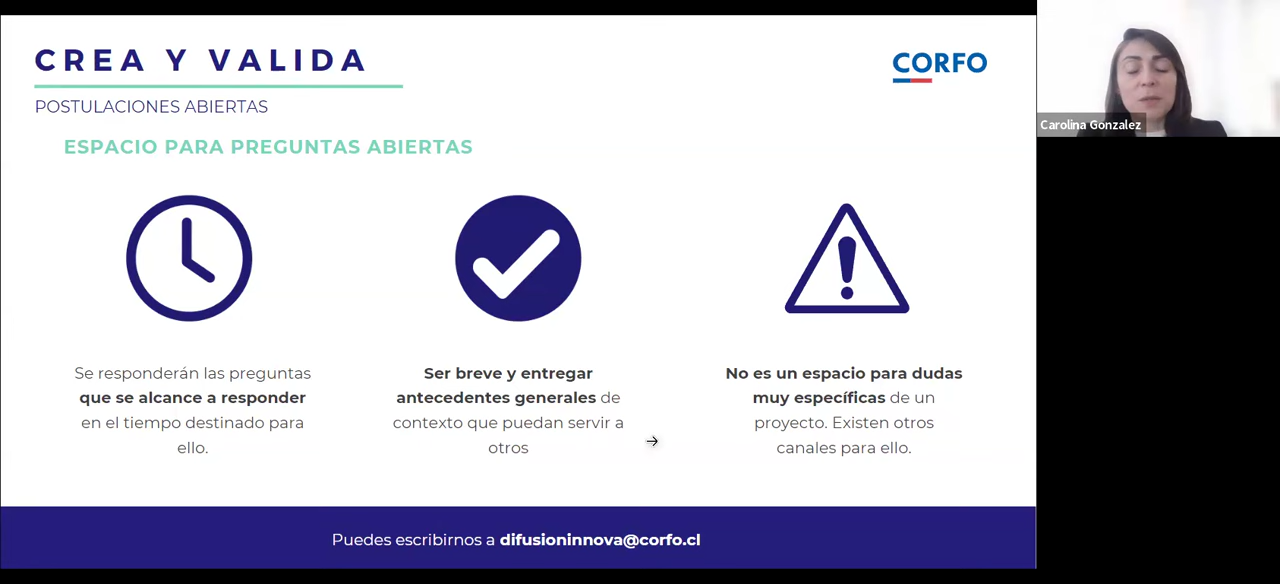 CREA Y VALIDA
CORFO
POSTULACIONES ABIERTAS
Carolina Gonzalez
ESPACIO PARA PREGUNTAS ABIERTAS
Se responderán las preguntas
que se alcance a responder
en el tiempo destinado para
ello.
Ser breve y entregar
antecedentes generales de
contexto que puedan servir a
otros
No es un espacio para dudas
muy específicas de un
proyecto. Existen otros
canales para ello.
Puedes escribirnos a difusioninnova@corfo.cl